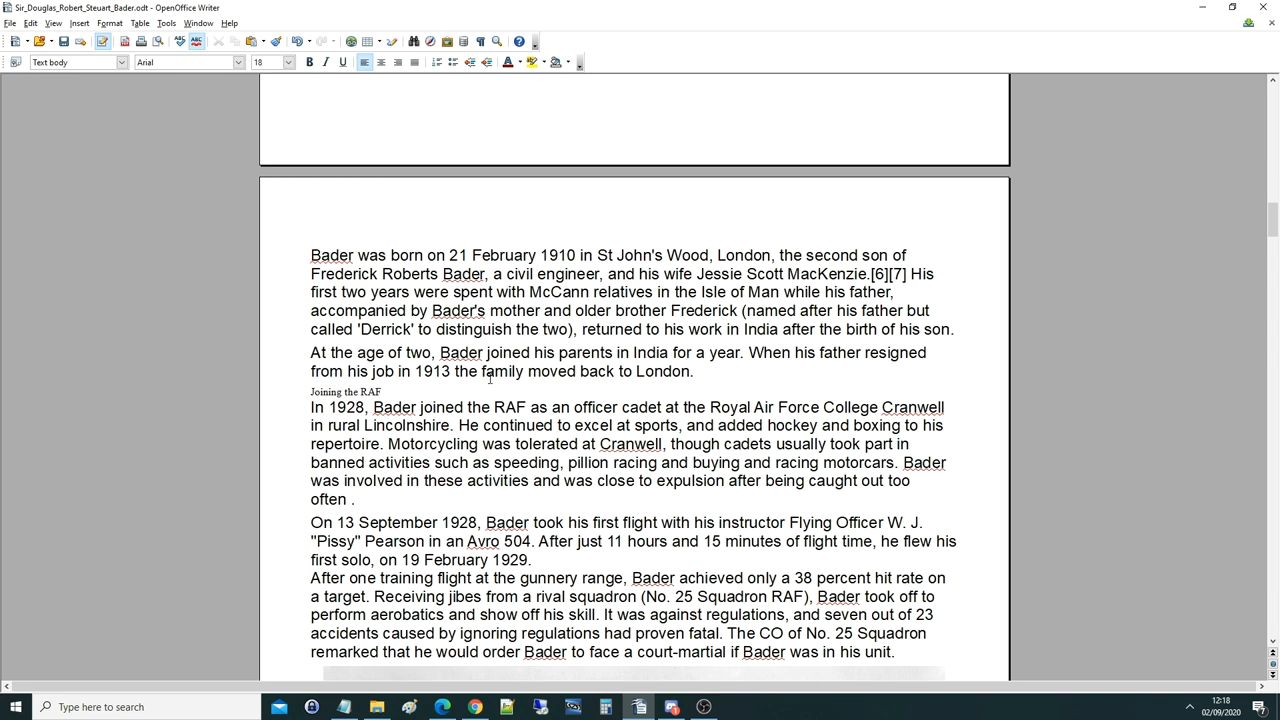 Sir_Douglas_Robert_Steuart_Bader.odt - OpenOffice Writer
File Edit View Insert Format Table Tools Window Help
Text body Arial 18
Bader was born on 21 February 1910 in St John's Wood, London, the second son of
Frederick Roberts Bader, a civil engineer, and his wife Jessie Scott MacKenzie.[6][7] His
first two years were spent with McCann relatives in the Isle of Man while his father,
accompanied by Bader's mother and older brother Frederick (named after his father but
called 'Derrick' to distinguish the two), returned to his work in India after the birth of his son.
At the age of two, Bader joined his parents in India for a year. When his father resigned
from his job in 1913 the family moved back to London.
Joining the RAF
In 1928, Bader joined the RAF as an officer cadet at the Royal Air Force College Cranwell
in rural Lincolnshire. He continued to excel at sports, and added hockey and boxing to his
repertoire. Motorcycling was tolerated at Cranwell, though cadets usually took part in
banned activities such as speeding, pillion racing and buying and racing motorcars. Bader
was involved in these activities and was close to expulsion after being caught out too
often .
On 13 September 1928, Bader took his first flight with his instructor Flying Officer W. J.
"Pissy" Pearson in an Avro 504. After just 11 hours and 15 minutes of flight time, he flew his
first solo, on 19 February 1929.
After one training flight at the gunnery range, Bader achieved only a 38 percent hit rate on
a target. Receiving jibes from a rival squadron (No. 25 Squadron RAF), Bader took off to
perform aerobatics and show off his skill. It was against regulations, and seven out of 23
accidents caused by ignoring regulations had proven fatal. The CO of No. 25 Squadron
remarked that he would order Bader to face a court-martial if Bader was in his unit.
Type here to search
12:18
02/09/2020